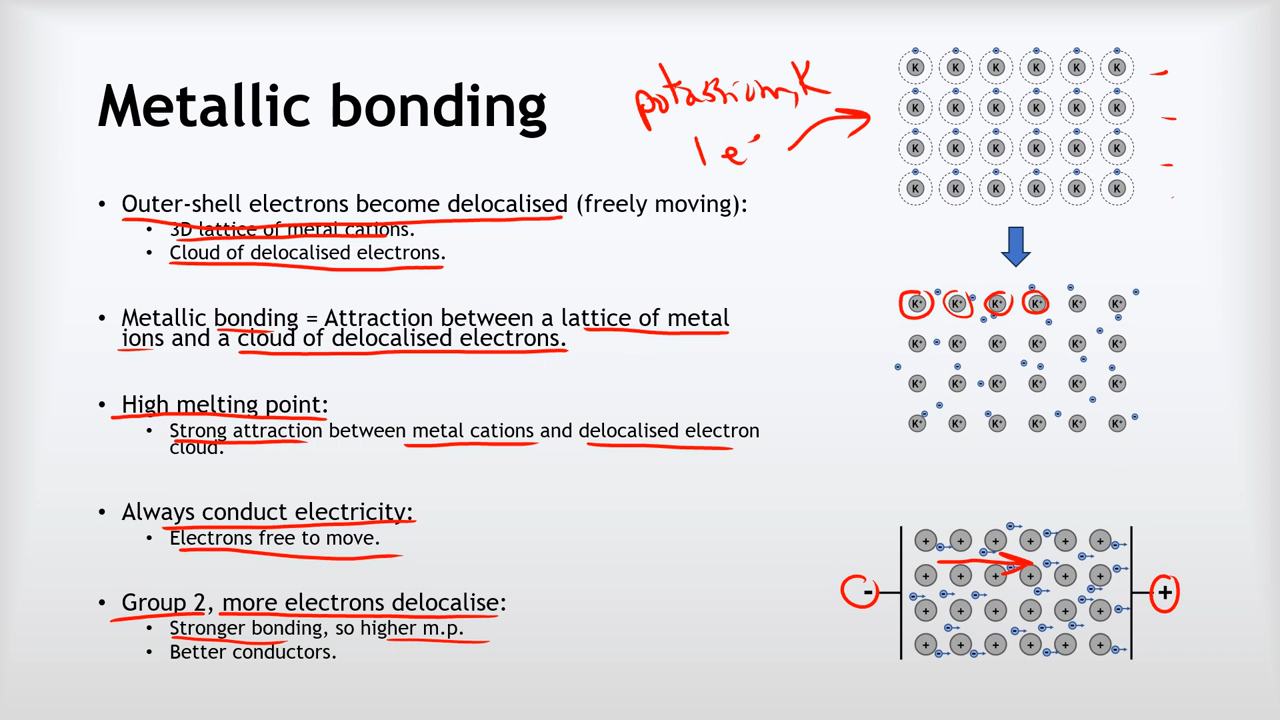 Metallic bonding
potassium, K
1 e⁻
• Outer-shell electrons become delocalised (freely moving):
• 3D lattice of metal cations.
• Cloud of delocalised electrons.
• Metallic bonding = Attraction between a lattice of metal
ions and a cloud of delocalised electrons.
• High melting point:
• Strong attraction between metal cations and delocalised electron
cloud.
• Always conduct electricity:
• Electrons free to move.
• Group 2, more electrons delocalise:
• Stronger bonding, so higher m.p.
• Better conductors.
K K K K K K
K K K K K K
K K K K K K
K K K K K K
K⁺ K⁺ K⁺ K⁺ K⁺ K⁺
K⁺ K⁺ K⁺ K⁺ K⁺ K⁺
K⁺ K⁺ K⁺ K⁺ K⁺ K⁺
K⁺ K⁺ K⁺ K⁺ K⁺ K⁺
+ + + + + +
+ + + + + +
- +
+ + + + + +
+ + + + + +